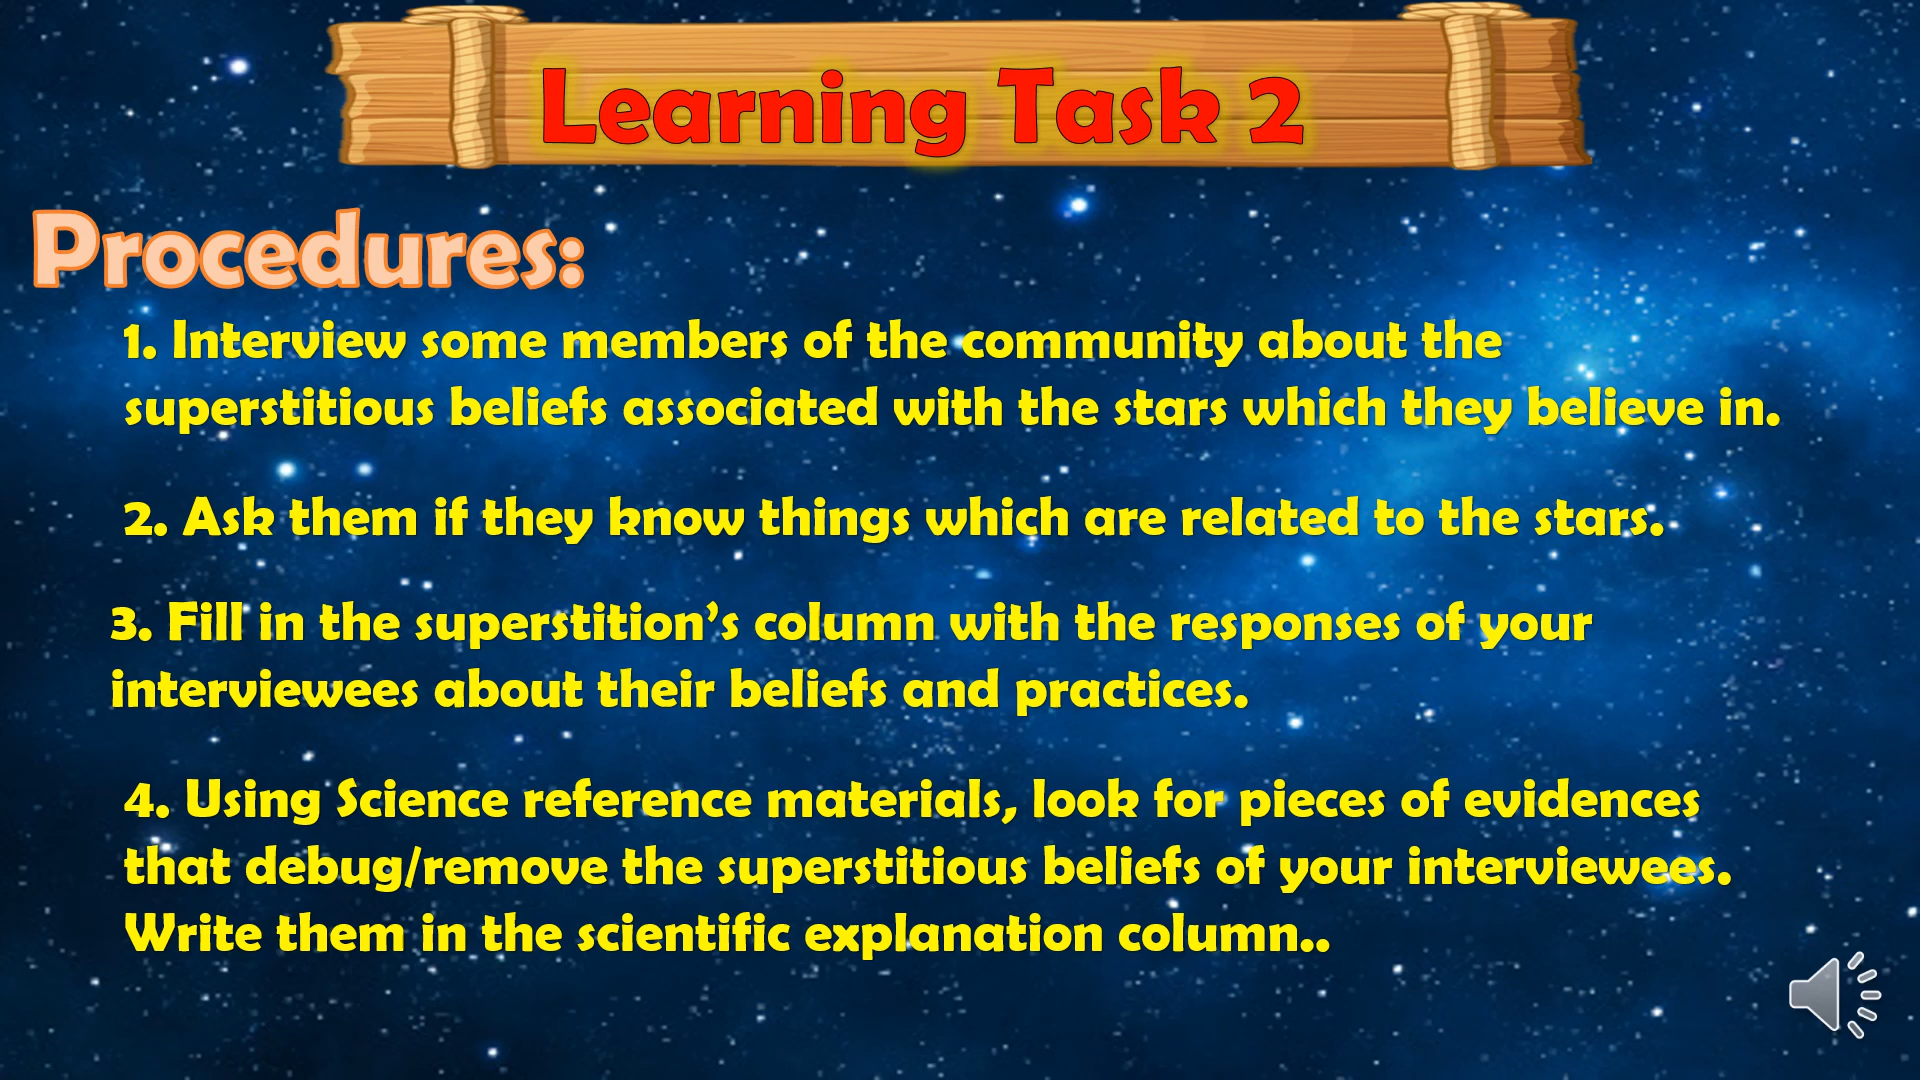 Learning Task 2
Procedures:
1. Interview some members of the community about the
superstitious beliefs associated with the stars which they believe in.
2. Ask them if they know things which are related to the stars.
3. Fill in the superstition’s column with the responses of your
interviewees about their beliefs and practices.
4. Using Science reference materials, look for pieces of evidences
that debug/remove the superstitious beliefs of your interviewees.
Write them in the scientific explanation column..